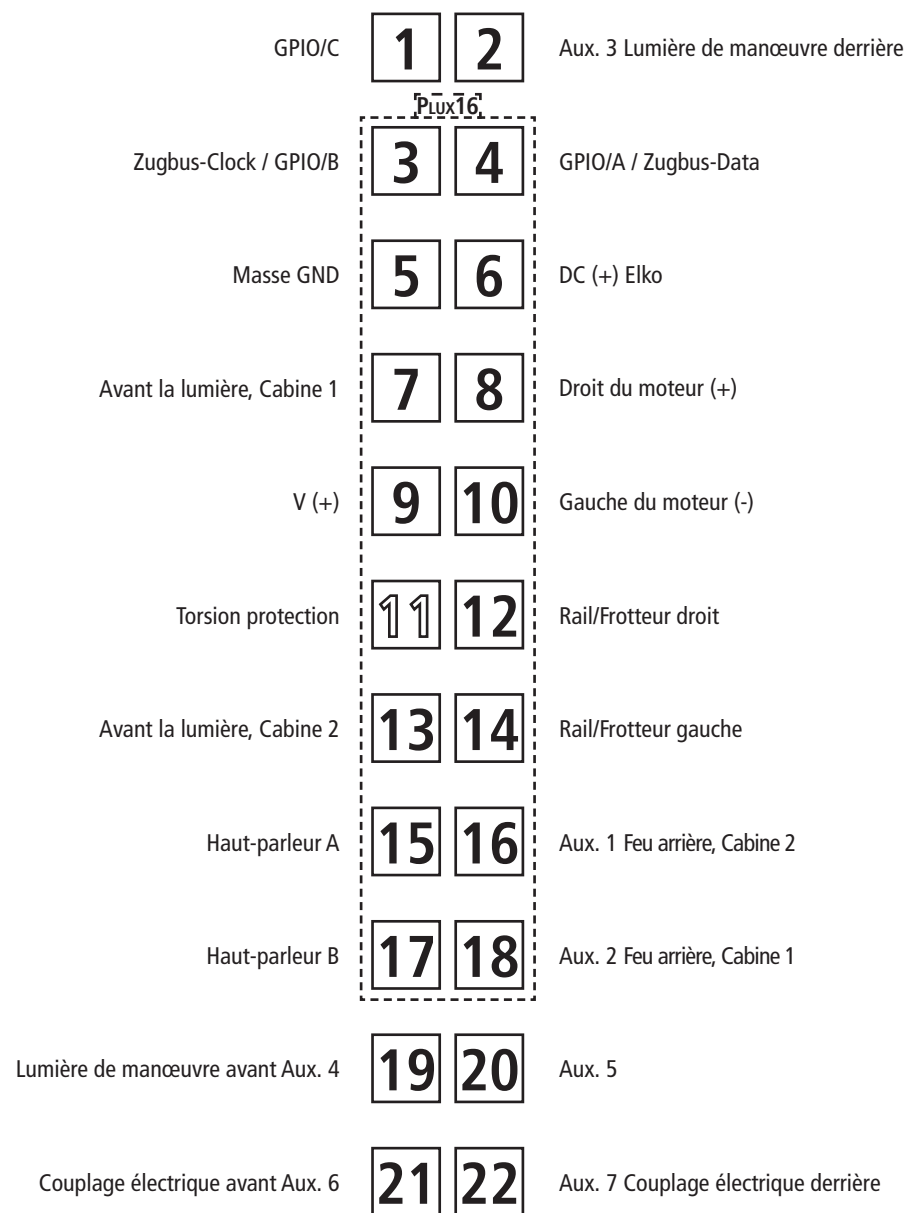 GPIO/C 1 2 Aux. 3 Lumière de manœuvre derrière
PLUX16
Zugbus-Clock / GPIO/B 3 4 GPIO/A / Zugbus-Data
Masse GND 5 6 DC (+) Elko
Avant la lumière, Cabine 1 7 8 Droit du moteur (+)
V (+) 9 10 Gauche du moteur (-)
Torsion protection 11 12 Rail/Frotteur droit
Avant la lumière, Cabine 2 13 14 Rail/Frotteur gauche
Haut-parleur A 15 16 Aux. 1 Feu arrière, Cabine 2
Haut-parleur B 17 18 Aux. 2 Feu arrière, Cabine 1
Lumière de manœuvre avant Aux. 4 19 20 Aux. 5
Couplage électrique avant Aux. 6 21 22 Aux. 7 Couplage électrique derrière